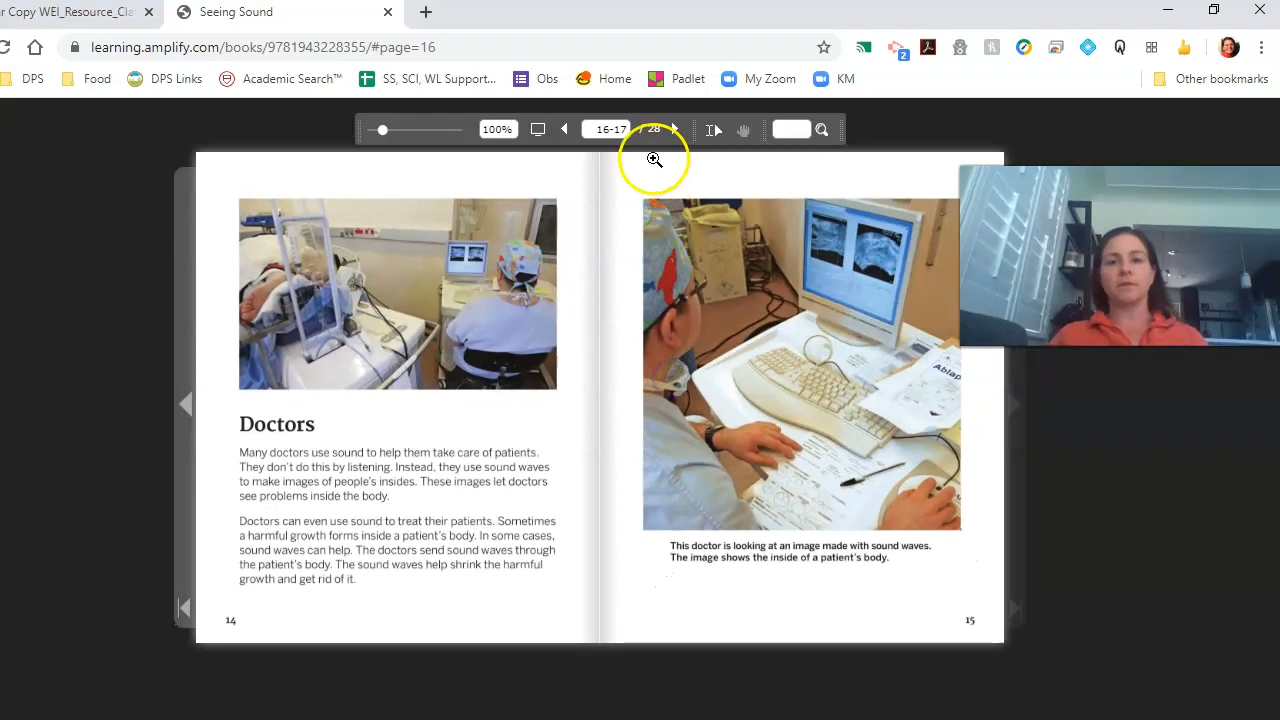 ar Copy WEI_Resource_Cla
Seeing Sound
learning.amplify.com/books/9781943228355/#page=16
2
DPS
Food
DPS Links
Academic Search™
SS, SCI, WL Support...
Obs
Home
Padlet
My Zoom
KM
Other bookmarks
100%
16-17 / 28
Ablap
Doctors
Many doctors use sound to help them take care of patients.
They don't do this by listening. Instead, they use sound waves
to make images of people's insides. These images let doctors
see problems inside the body.
Doctors can even use sound to treat their patients. Sometimes
a harmful growth forms inside a patient's body. In some cases,
sound waves can help. The doctors send sound waves through
the patient's body. The sound waves help shrink the harmful
growth and get rid of it.
14
This doctor is looking at an image made with sound waves.
The image shows the inside of a patient's body.
15